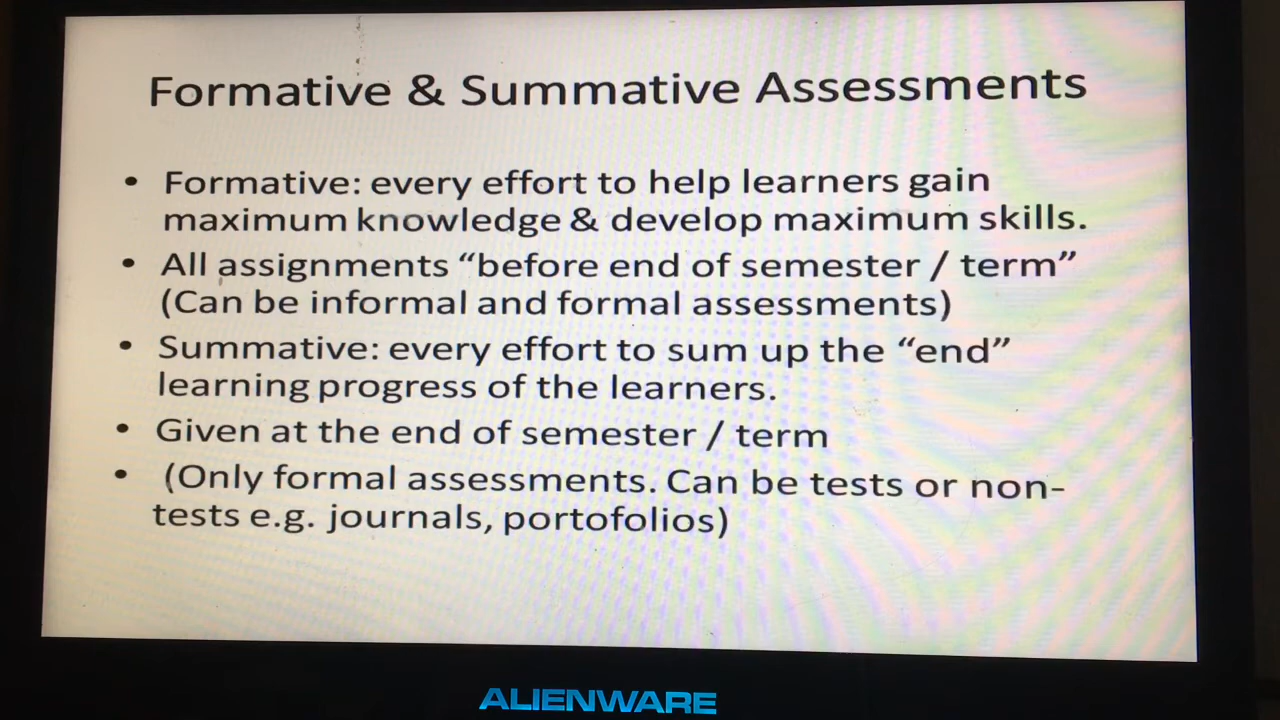 Formative & Summative Assessments
• Formative: every effort to help learners gain
maximum knowledge & develop maximum skills.
• All assignments “before end of semester / term”
(Can be informal and formal assessments)
• Summative: every effort to sum up the “end”
learning progress of the learners.
• Given at the end of semester / term
• (Only formal assessments. Can be tests or non-
tests e.g. journals, portofolios)
ALIENWARE